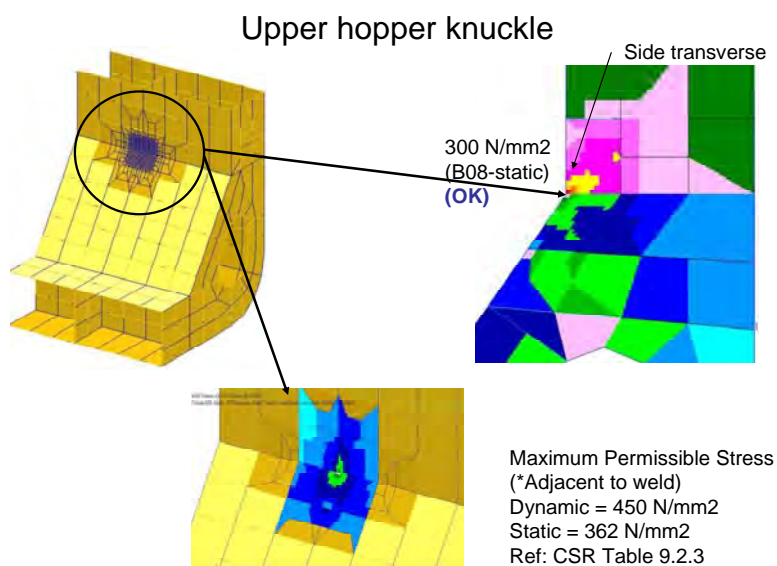 Upper hopper knuckle
Side transverse
300 N/mm2
(B08-static)
(OK)
Maximum Permissible Stress
(*Adjacent to weld)
Dynamic = 450 N/mm2
Static = 362 N/mm2
Ref: CSR Table 9.2.3